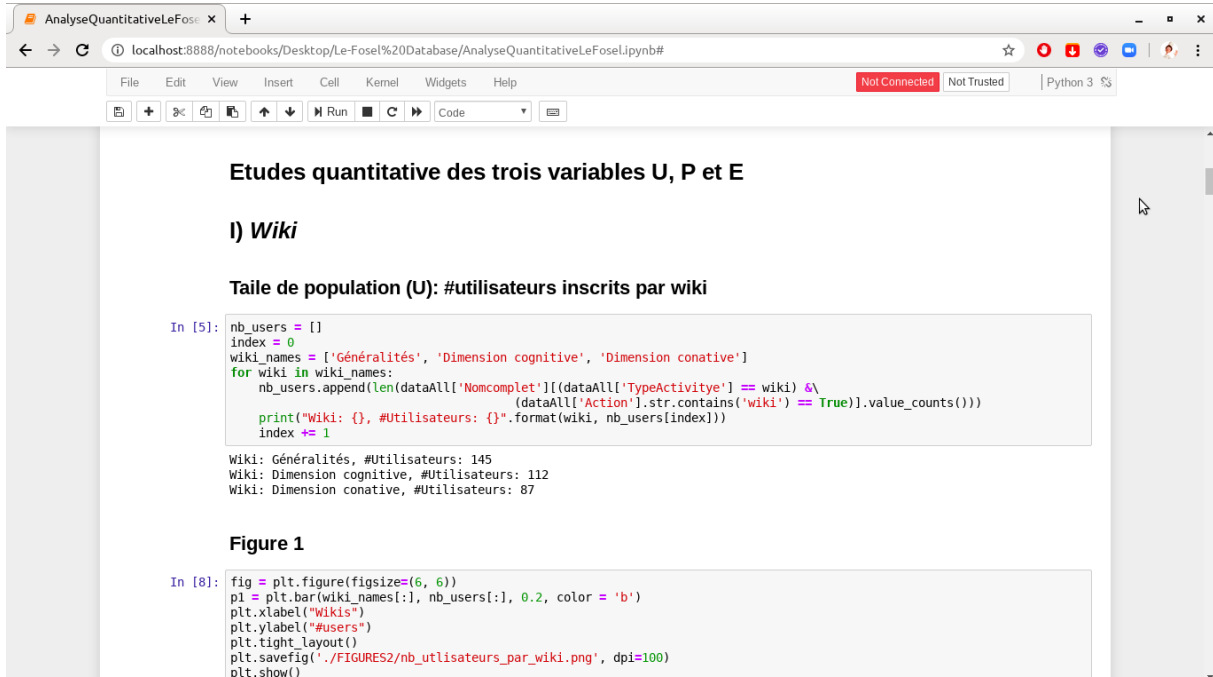 AnalyseQuantitativeLeFose
localhost:8888/notebooks/Desktop/Le-Fosel%20Database/AnalyseQuantitativeLeFosel.ipynb#
File Edit View Insert Cell Kernel Widgets Help Not Connected Not Trusted Python 3
Run Code
Etudes quantitative des trois variables U, P et E
I) Wiki
Taile de population (U): #utilisateurs inscrits par wiki
In [5]: nb_users = []
index = 0
wiki_names = ['Généralités', 'Dimension cognitive', 'Dimension conative']
for wiki in wiki_names:
    nb_users.append(len(dataAll['Nomcomplet'][(dataAll['TypeActivitye'] == wiki) &\
                                        (dataAll['Action'].str.contains('wiki') == True)].value_counts()))
    print("Wiki: {}, #Utilisateurs: {}".format(wiki, nb_users[index]))
    index += 1
Wiki: Généralités, #Utilisateurs: 145
Wiki: Dimension cognitive, #Utilisateurs: 112
Wiki: Dimension conative, #Utilisateurs: 87
Figure 1
In [8]: fig = plt.figure(figsize=(6, 6))
p1 = plt.bar(wiki_names[:], nb_users[:], 0.2, color = 'b')
plt.xlabel("Wikis")
plt.ylabel("#users")
plt.tight_layout()
plt.savefig('./FIGURES2/nb_utlisateurs_par_wiki.png', dpi=100)
plt.show()